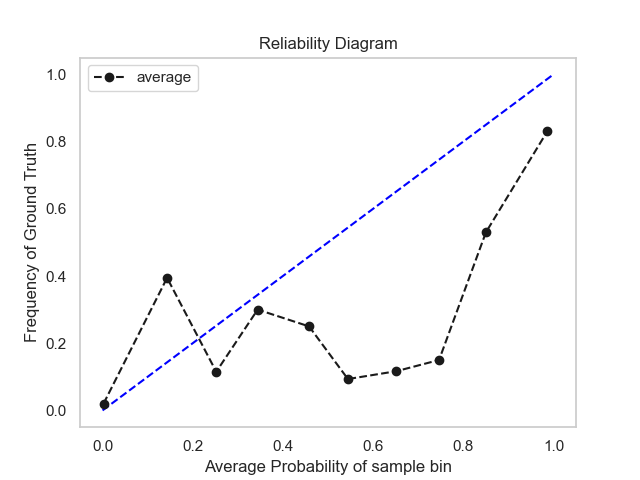 Reliability Diagram
average
Frequency of Ground Truth
1.0
0.8
0.6
0.4
0.2
0.0
0.0 0.2 0.4 0.6 0.8 1.0
Average Probability of sample bin